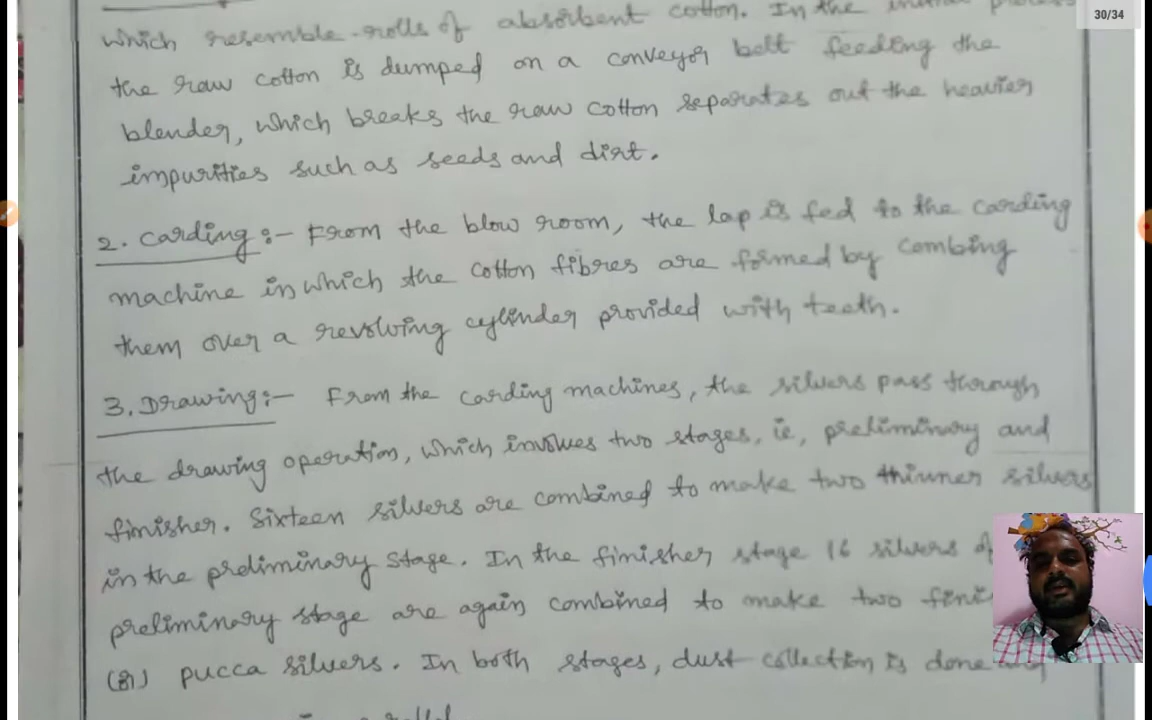 30/34
which resemble rolls of absorbent cotton. In the
the raw cotton is dumped on a conveyor belt feeding the
blender, which breaks the raw cotton separates out the heavier
impurities such as seeds and dirt.
2. Carding:- From the blow room, the lap is fed to the carding
machine in which the cotton fibres are formed by combing
them over a revolving cylinder provided with teeth.
3. Drawing:- From the carding machines, the silvers pass through
the drawing operation, which involves two stages, ie, preliminary and
finisher. Sixteen silvers are combined to make two thinner silvers
in the preliminary stage. In the finisher stage 16 silvers of
preliminary stage are again combined to make two
(or) pucca silvers. In both stages, dust collection is done